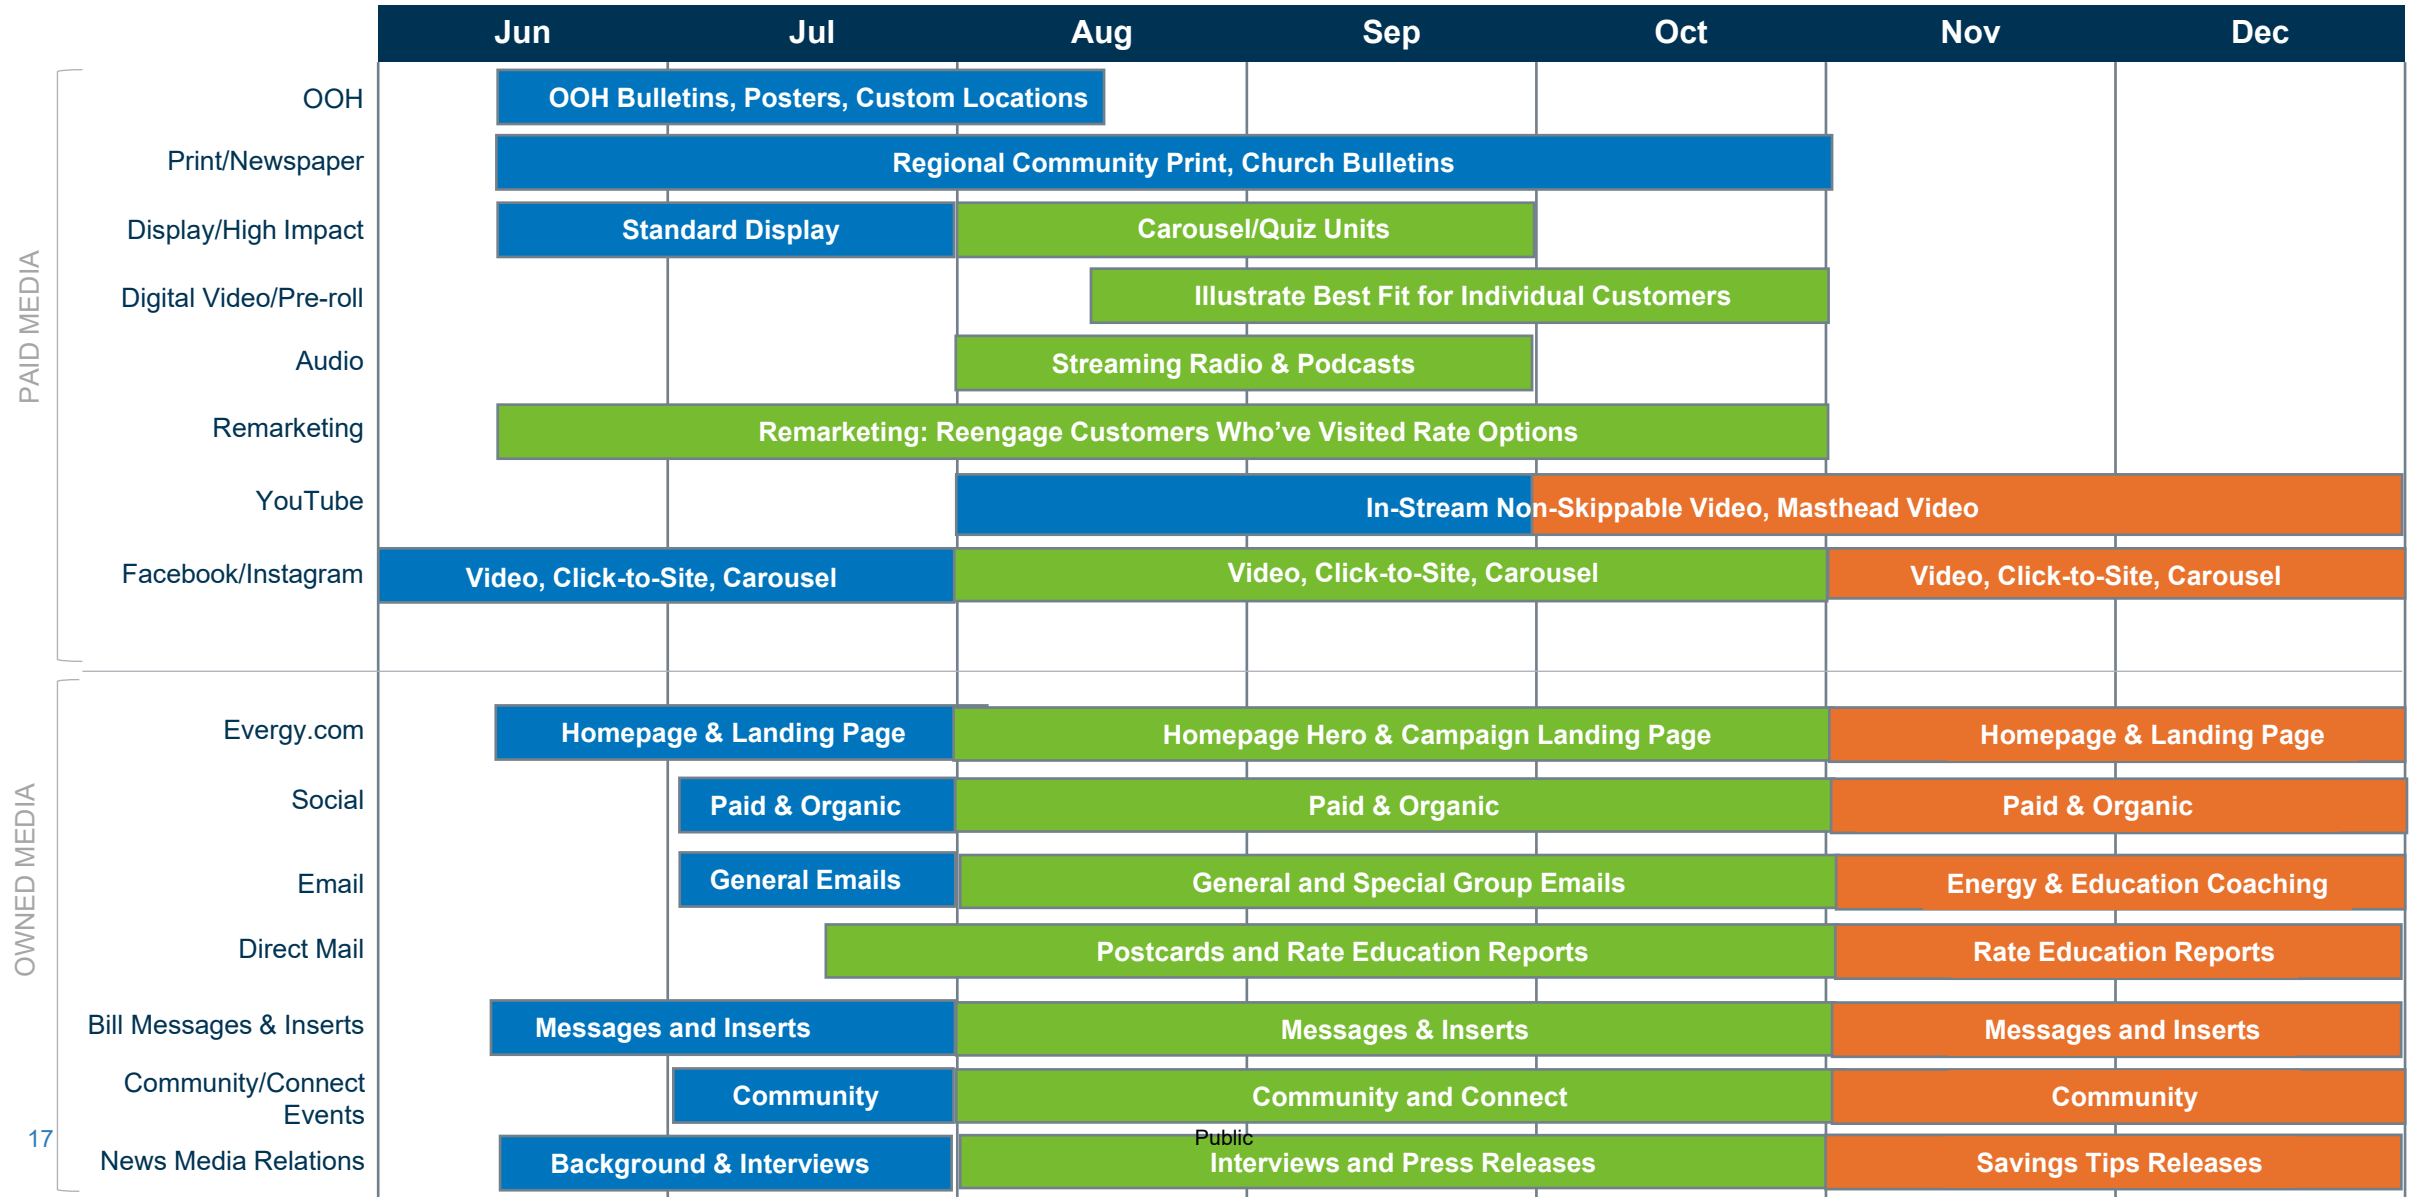 Jun Jul Aug Sep Oct Nov Dec
PAID MEDIA
OOH
OOH Bulletins, Posters, Custom Locations
Print/Newspaper
Regional Community Print, Church Bulletins
Display/High Impact
Standard Display
Carousel/Quiz Units
Digital Video/Pre-roll
Illustrate Best Fit for Individual Customers
Audio
Streaming Radio & Podcasts
Remarketing
Remarketing: Reengage Customers Who’ve Visited Rate Options
YouTube
In-Stream Non-Skippable Video, Masthead Video
Facebook/Instagram
Video, Click-to-Site, Carousel
Video, Click-to-Site, Carousel
Video, Click-to-Site, Carousel
OWNED MEDIA
Evergy.com
Homepage & Landing Page
Homepage Hero & Campaign Landing Page
Homepage & Landing Page
Social
Paid & Organic
Paid & Organic
Paid & Organic
Email
General Emails
General and Special Group Emails
Energy & Education Coaching
Direct Mail
Postcards and Rate Education Reports
Rate Education Reports
Bill Messages & Inserts
Messages and Inserts
Messages & Inserts
Messages and Inserts
Community/Connect
Events
Community
Community and Connect
Community
17
Public
News Media Relations
Background & Interviews
Interviews and Press Releases
Savings Tips Releases